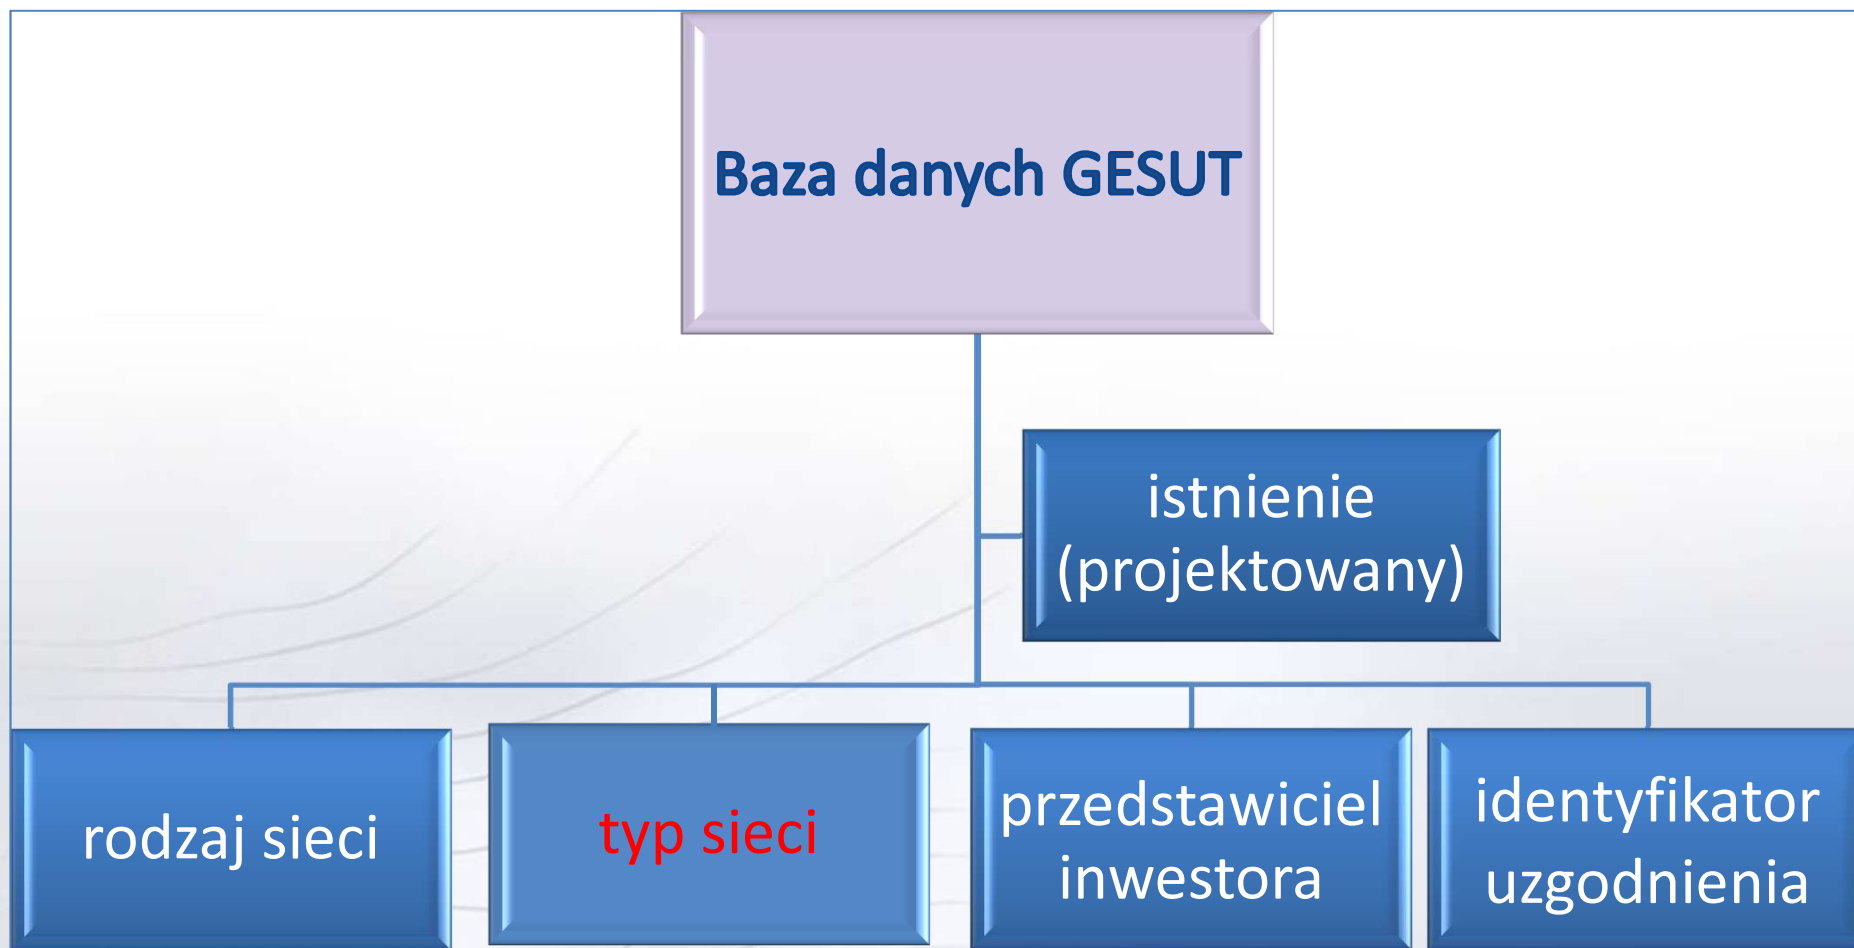 Baza danych GESUT
istnienie
(projektowany)
rodzaj sieci
typ sieci
przedstawiciel
inwestora
identyfikator
uzgodnienia